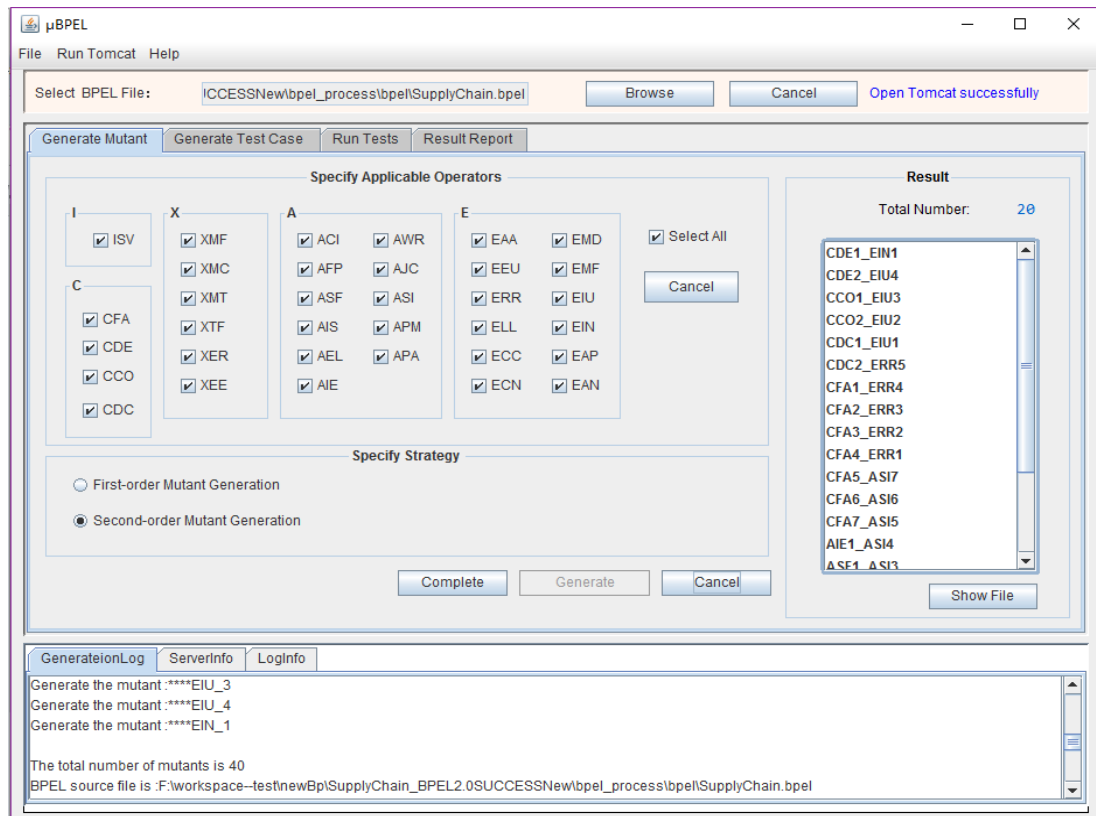 µBPEL
File Run Tomcat Help
Select BPEL File: CCESSNew\bpel_process\bpel\SupplyChain.bpel Browse Cancel Open Tomcat successfully
Generate Mutant Generate Test Case Run Tests Result Report
Specify Applicable Operators
I
ISV
C
CFA
CDE
CCO
CDC
X
XMF
XMC
XMT
XTF
XER
XEE
A
ACI AWR
AFP AJC
ASF ASI
AIS APM
AEL APA
AIE
E
EAA EMD
EEU EMF
ERR EIU
ELL EIN
ECC EAP
ECN EAN
Select All
Cancel
Specify Strategy
First-order Mutant Generation
Second-order Mutant Generation
Complete Generate Cancel
Result
Total Number: 20
CDE1_EIN1
CDE2_EIU4
CCO1_EIU3
CCO2_EIU2
CDC1_EIU1
CDC2_ERR5
CFA1_ERR4
CFA2_ERR3
CFA3_ERR2
CFA4_ERR1
CFA5_ASI7
CFA6_ASI6
CFA7_ASI5
AIE1_ASI4
ASF1_ASI3
Show File
GenerateionLog ServerInfo LogInfo
Generate the mutant :****EIU_3
Generate the mutant :****EIU_4
Generate the mutant :****EIN_1
The total number of mutants is 40
BPEL source file is :F:\workspace--test\newBp\SupplyChain_BPEL2.0SUCCESSNew\bpel_process\bpel\SupplyChain.bpel